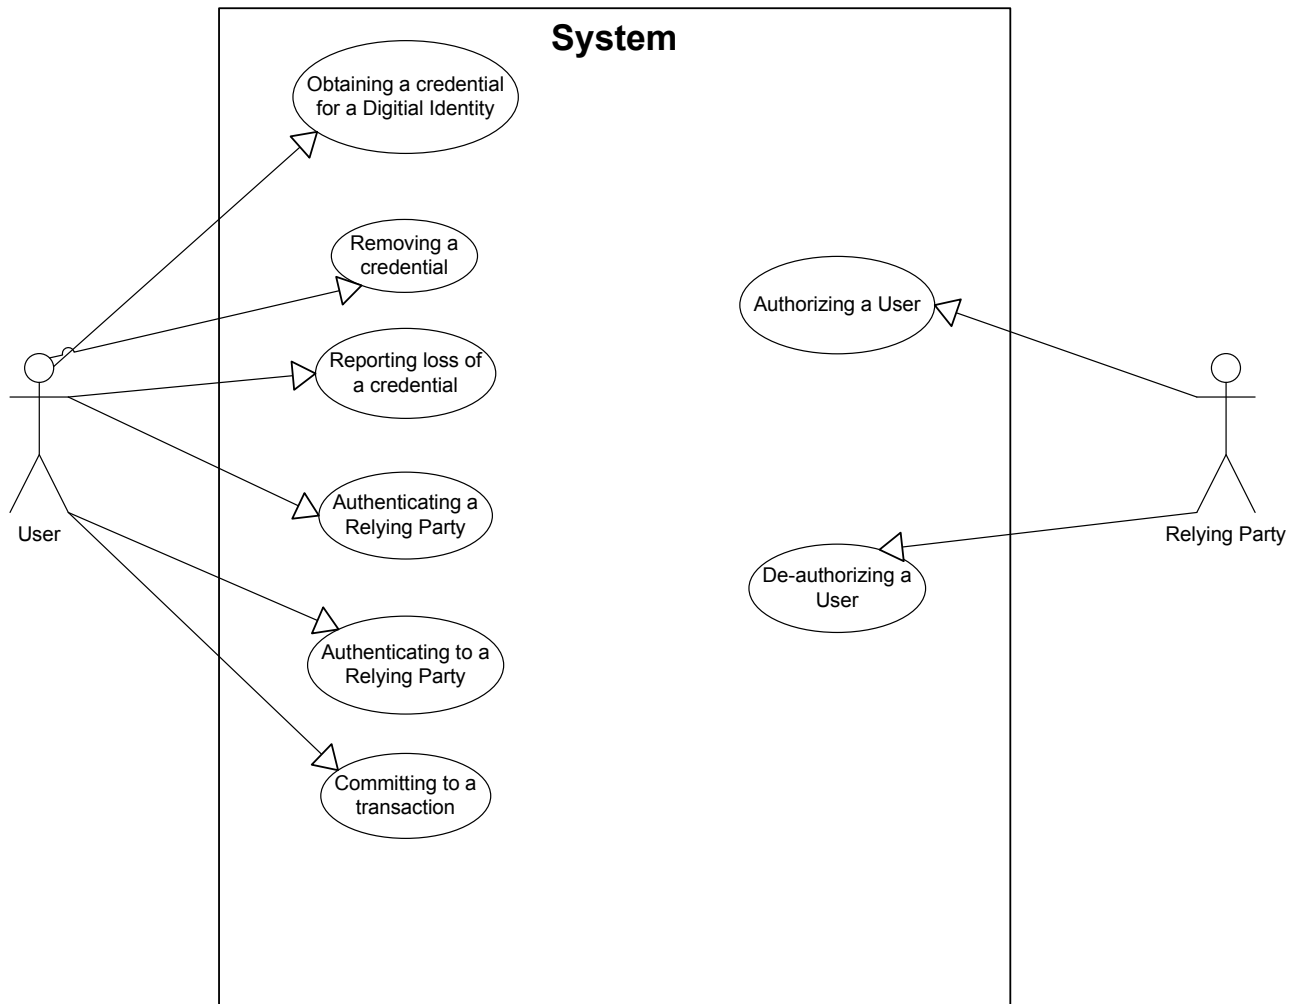 System
Obtaining a credential
for a Digitial Identity
Removing a
credential
Reporting loss of
a credential
Authenticating a
Relying Party
Authenticating to a
Relying Party
Committing to a
transaction
Authorizing a User
De-authorizing a
User
User
Relying Party